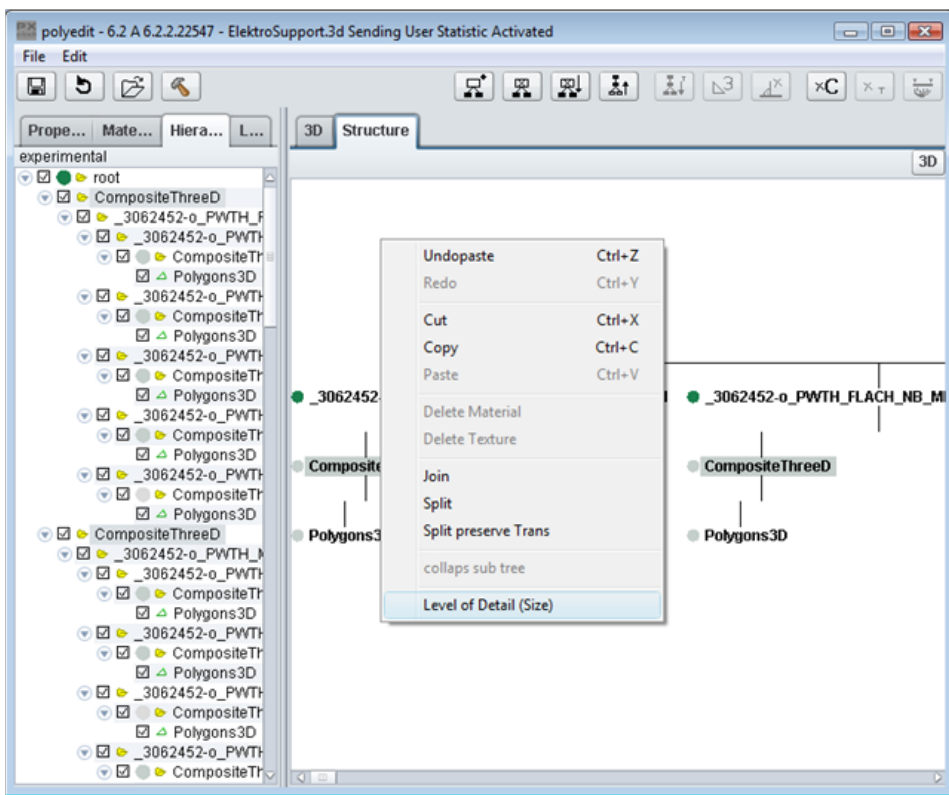 polyedit - 6.2 A 6.2.2.22547 - ElektroSupport.3d Sending User Statistic Activated
File Edit
Prope... Mate... Hiera... L...
3D Structure
experimental
3D
root
CompositeThreeD
_3062452-o_PWTH_F
_3062452-o_PWTH
CompositeTh
Polygons3D
_3062452-o_PWTH
CompositeTh
Polygons3D
_3062452-o_PWTH
CompositeTh
Polygons3D
_3062452-o_PWTH
CompositeTh
Polygons3D
_3062452-o_PWTH
CompositeTh
Polygons3D
CompositeThreeD
_3062452-o_PWTH_M
_3062452-o_PWTH
CompositeTh
Polygons3D
_3062452-o_PWTH
CompositeTh
Polygons3D
_3062452-o_PWTH
CompositeTh
Polygons3D
_3062452-o_PWTH
CompositeTh
Undopaste Ctrl+Z
Redo Ctrl+Y
Cut Ctrl+X
Copy Ctrl+C
Paste Ctrl+V
Delete Material
Delete Texture
Join
Split
Split preserve Trans
collaps sub tree
Level of Detail (Size)
_3062452-
Composite
Polygons3
_3062452-o_PWTH_FLACH_NB_MI
CompositeThreeD
Polygons3D